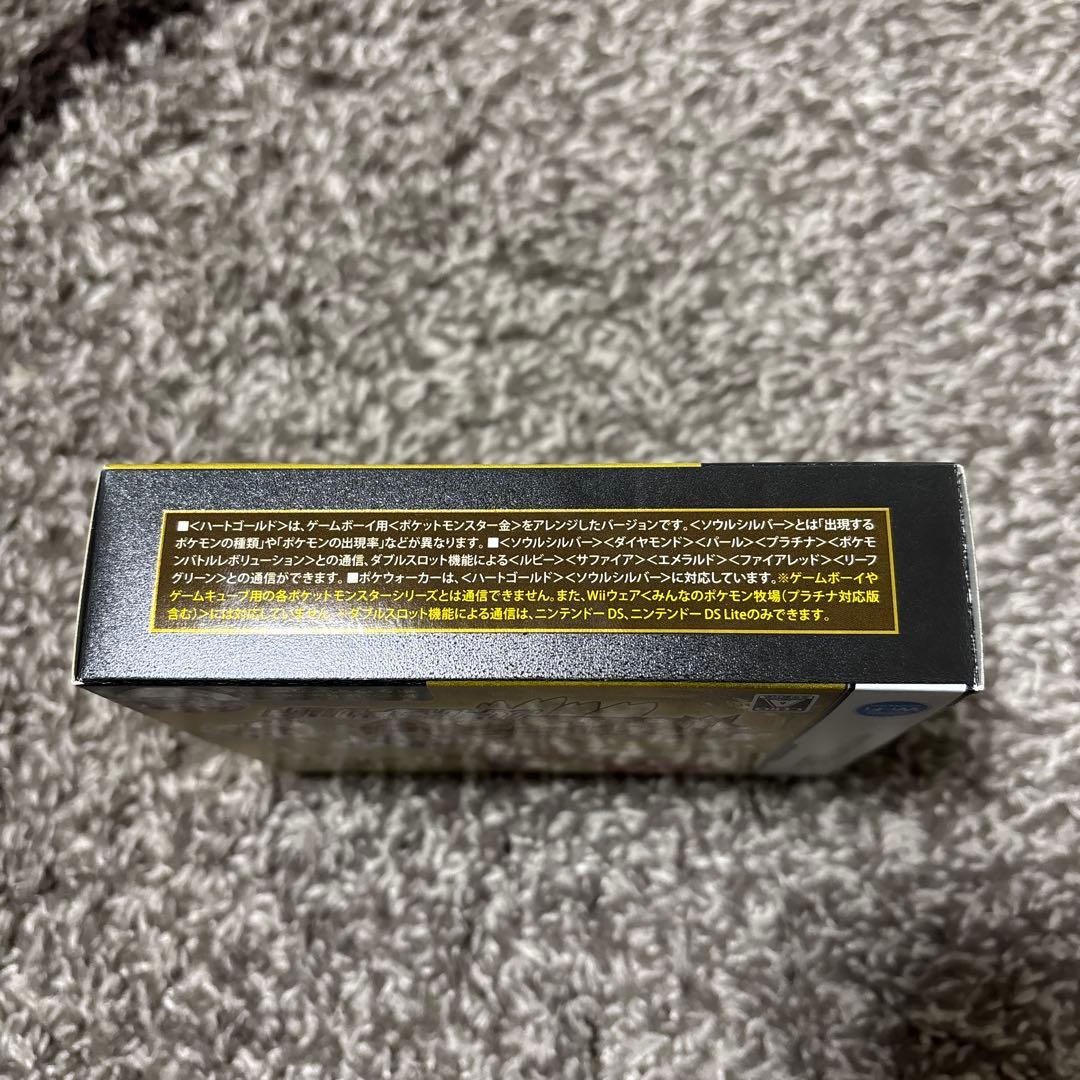 ■<ハートゴールド>は、ゲームボーイ用<ポケットモンスター金>をアレンジしたバージョンです。<ソウルシルバー>とは「出現する
ポケモンの種類」や「ポケモンの出現率」などが異なります。■<ソウルシルバー><ダイヤモンド><パール><プラチナ><ポケモ
ンバトルレボリューション>との通信、ダブルスロット機能による<ルビー><サファイア><エメラルド><ファイアレッド><リーフ
グリーン>との通信ができます。■ポケウォーカーは、<ハートゴールド><ソウルシルバー>に対応しています。※ゲームボーイや
ゲームキューブ用の各ポケットモンスターシリーズとは通信できません。また、Wiiウェア<みんなのポケモン牧場(プラチナ対応版
含む)>には対応していません。※ダブルスロット機能による通信は、ニンテンドーDS、ニンテンドーDS Liteのみできます。